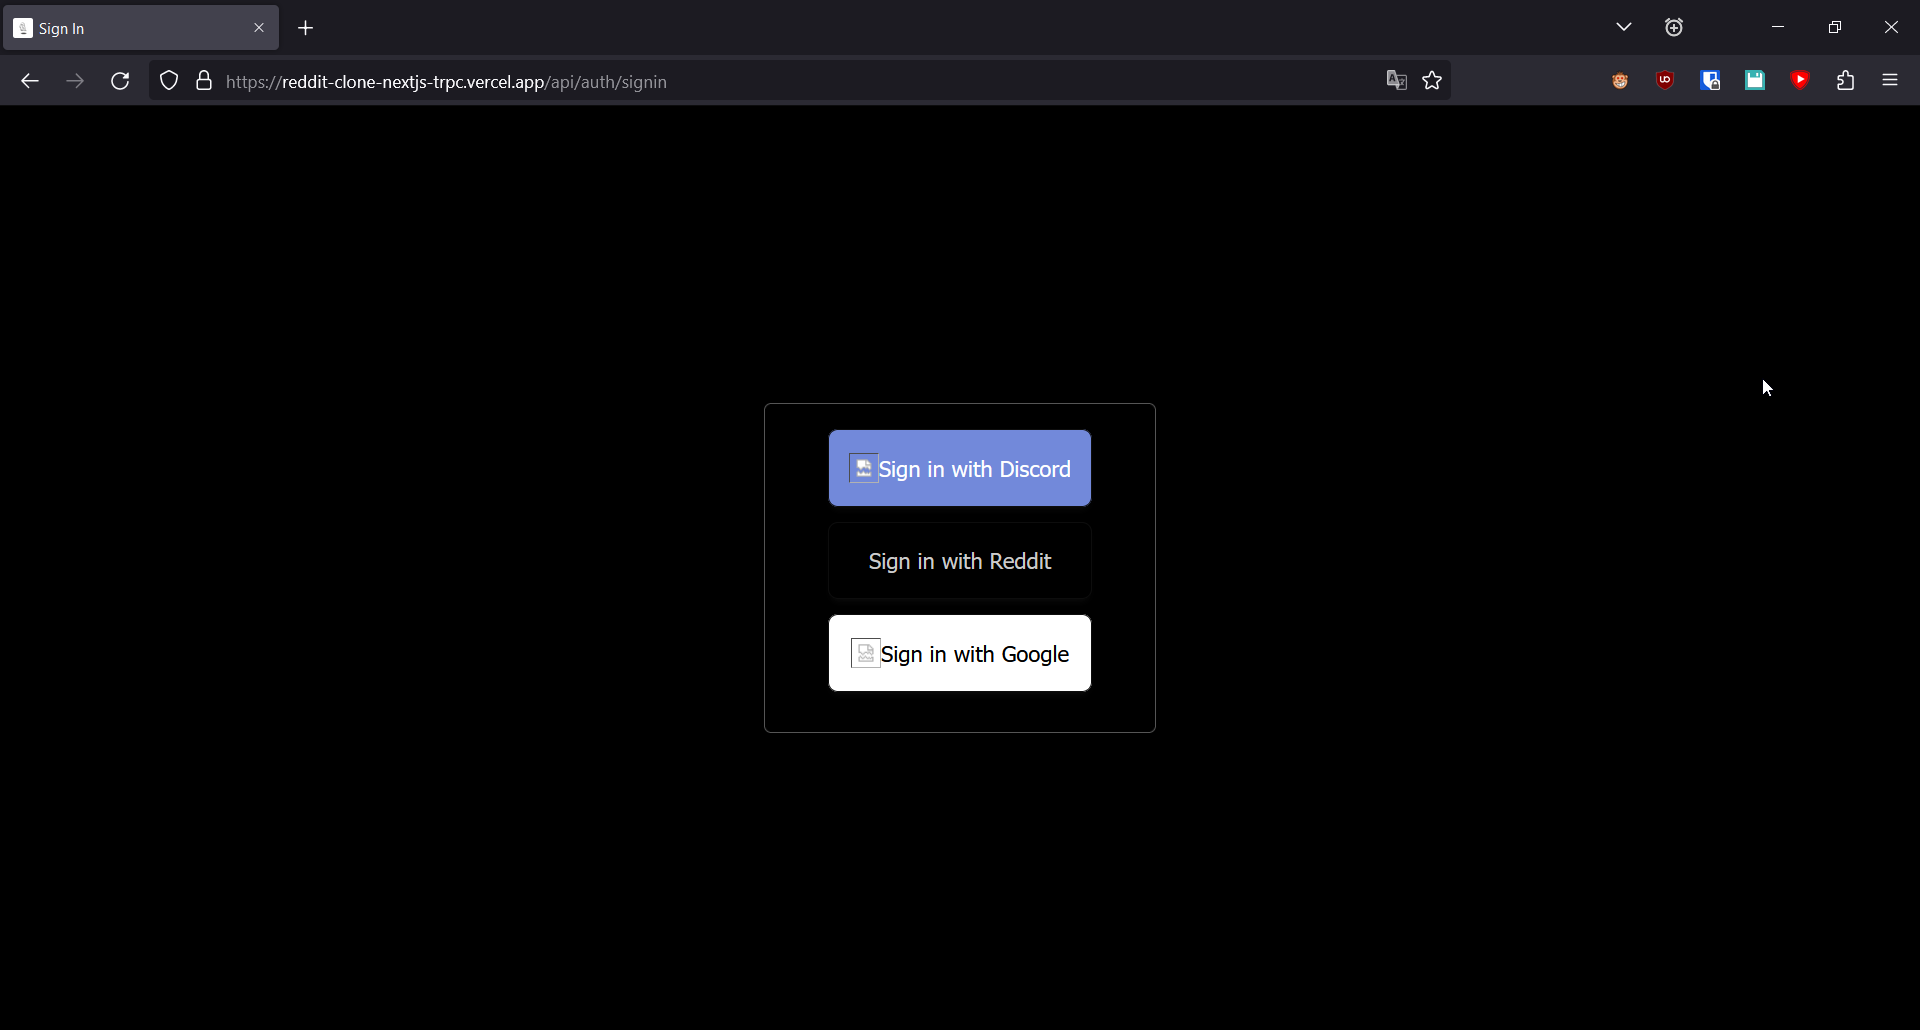 Sign In
https://reddit-clone-nextjs-trpc.vercel.app/api/auth/signin
Sign in with Discord
Sign in with Reddit
Sign in with Google